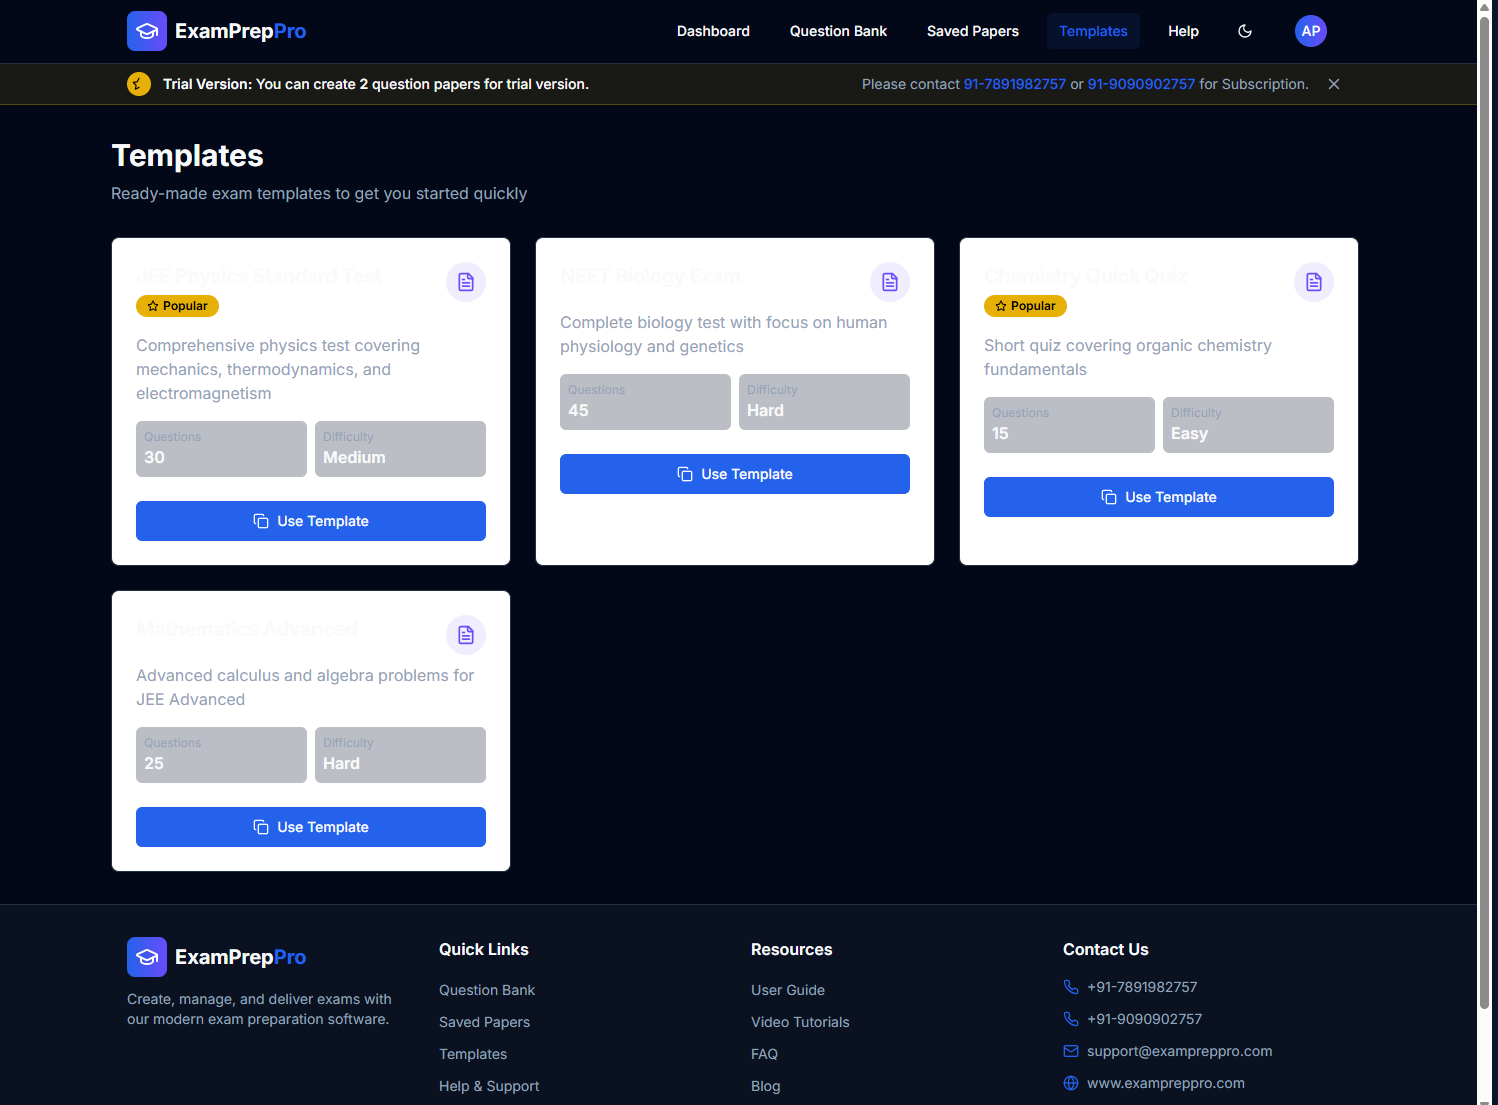 ExamPrepPro
Dashboard
Question Bank
Saved Papers
Templates
Help
AP
Trial Version: You can create 2 question papers for trial version.
Please contact 91-7891982757 or 91-9090902757 for Subscription.
Templates
Ready-made exam templates to get you started quickly
JEE Physics Standard Test
Popular
Comprehensive physics test covering
mechanics, thermodynamics, and
electromagnetism
Questions
30
Difficulty
Medium
Use Template
NEET Biology Exam
Complete biology test with focus on human
physiology and genetics
Questions
45
Difficulty
Hard
Use Template
Chemistry Quick Quiz
Popular
Short quiz covering organic chemistry
fundamentals
Questions
15
Difficulty
Easy
Use Template
Mathematics Advanced
Advanced calculus and algebra problems for
JEE Advanced
Questions
25
Difficulty
Hard
Use Template
ExamPrepPro
Create, manage, and deliver exams with
our modern exam preparation software.
Quick Links
Question Bank
Saved Papers
Templates
Help & Support
Resources
User Guide
Video Tutorials
FAQ
Blog
Contact Us
+91-7891982757
+91-9090902757
support@exampreppro.com
www.exampreppro.com